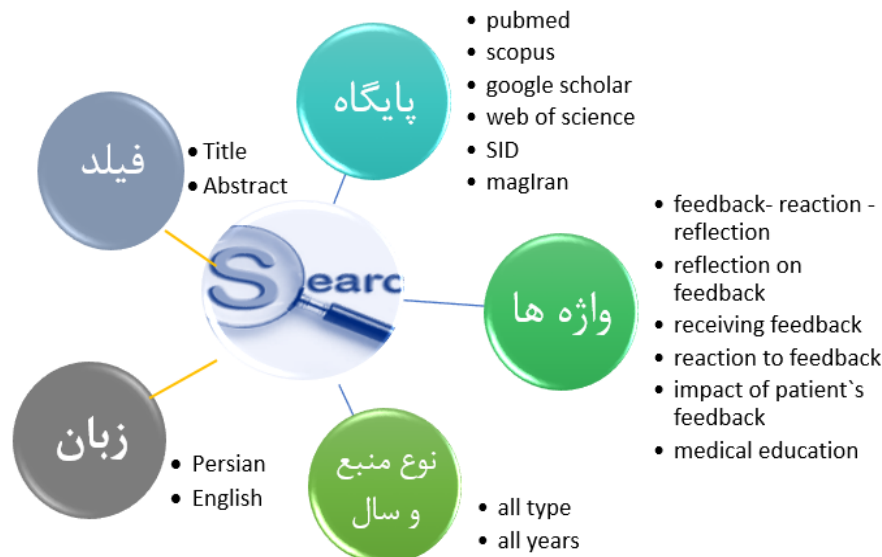 پایگاه
• pubmed
• scopus
• google scholar
• web of science
• SID
• magIran
فیلد
• Title
• Abstract
Searc
واژه ها
• feedback- reaction -
reflection
• reflection on
feedback
• receiving feedback
• reaction to feedback
• impact of patient`s
feedback
• medical education
زبان
• Persian
• English
نوع منبع
و سال
• all type
• all years